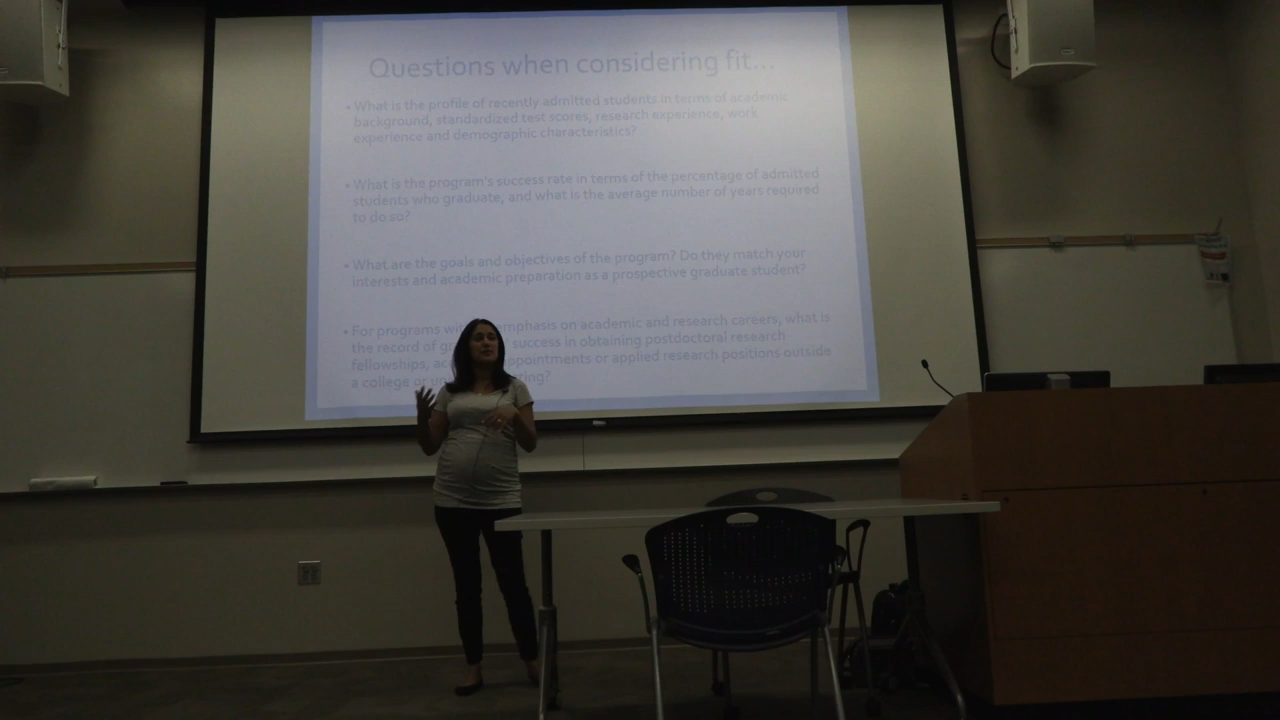 Questions when considering fit...
• What is the profile of recently admitted students in terms of academic
background, standardized test scores, research experience, work
experience and demographic characteristics?
• What is the program's success rate in terms of the percentage of admitted
students who graduate, and what is the average number of years required
to do so?
• What are the goals and objectives of the program? Do they match your
interests and academic preparation as a prospective graduate student?
• For programs emphasis on academic and research careers, what is
the record of success in obtaining postdoctoral research
fellowships, appointments or applied research positions outside
a college or